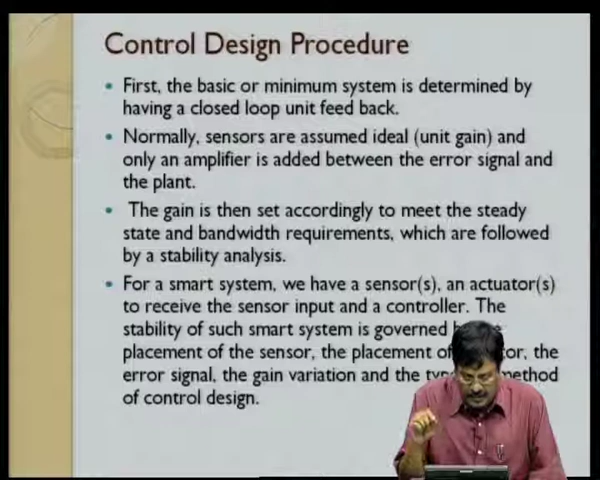 Control Design Procedure
First, the basic or minimum system is determined by
having a closed loop unit feed back.
Normally, sensors are assumed ideal (unit gain) and
only an amplifier is added between the error signal and
the plant.
The gain is then set accordingly to meet the steady
state and bandwidth requirements, which are followed
by a stability analysis.
For a smart system, we have a sensor(s), an actuator(s)
to receive the sensor input and a controller. The
stability of such smart system is governed
placement of the sensor, the placement of the
error signal, the gain variation and the method
of control design.